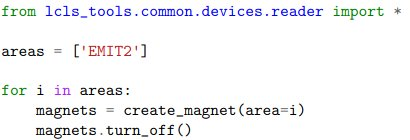 from lcls_tools.common.devices.reader import *
areas = ['EMIT2']
for i in areas:
    magnets = create_magnet(area=i)
    magnets.turn_off()